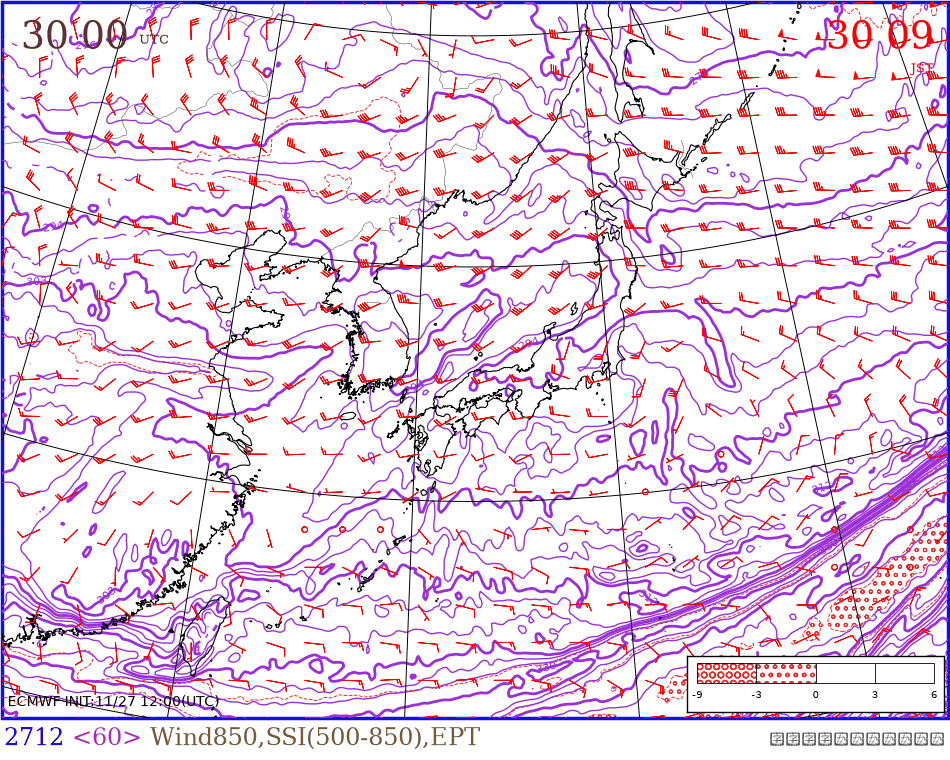 30 00 UTC
30 09
JST
ECMWF INIT:11/27 12:00(UTC)
-9 -3 0 3 6
2712 <60> Wind850,SSI(500-850),EPT